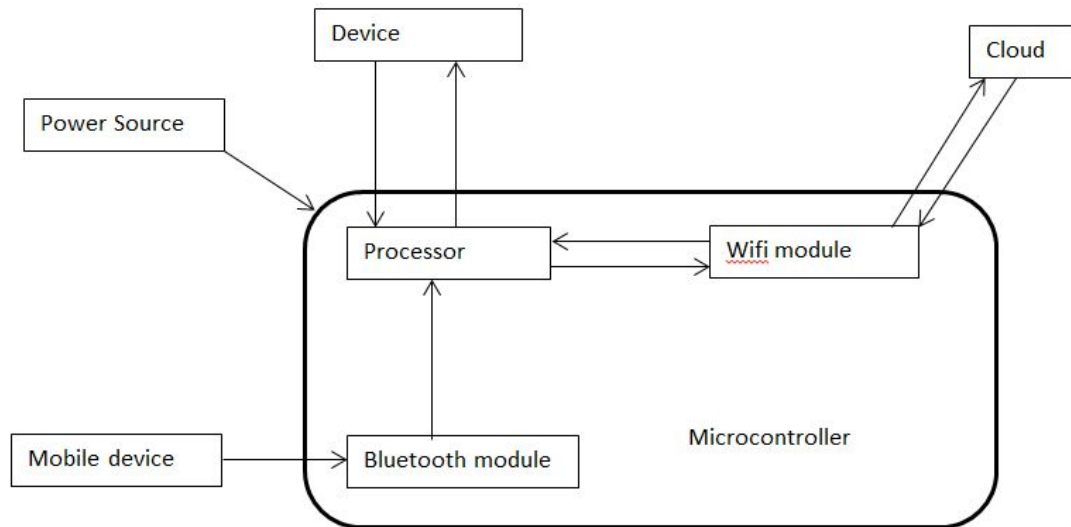 Device
Cloud
Power Source
Processor
Wifi module
Microcontroller
Mobile device
Bluetooth module